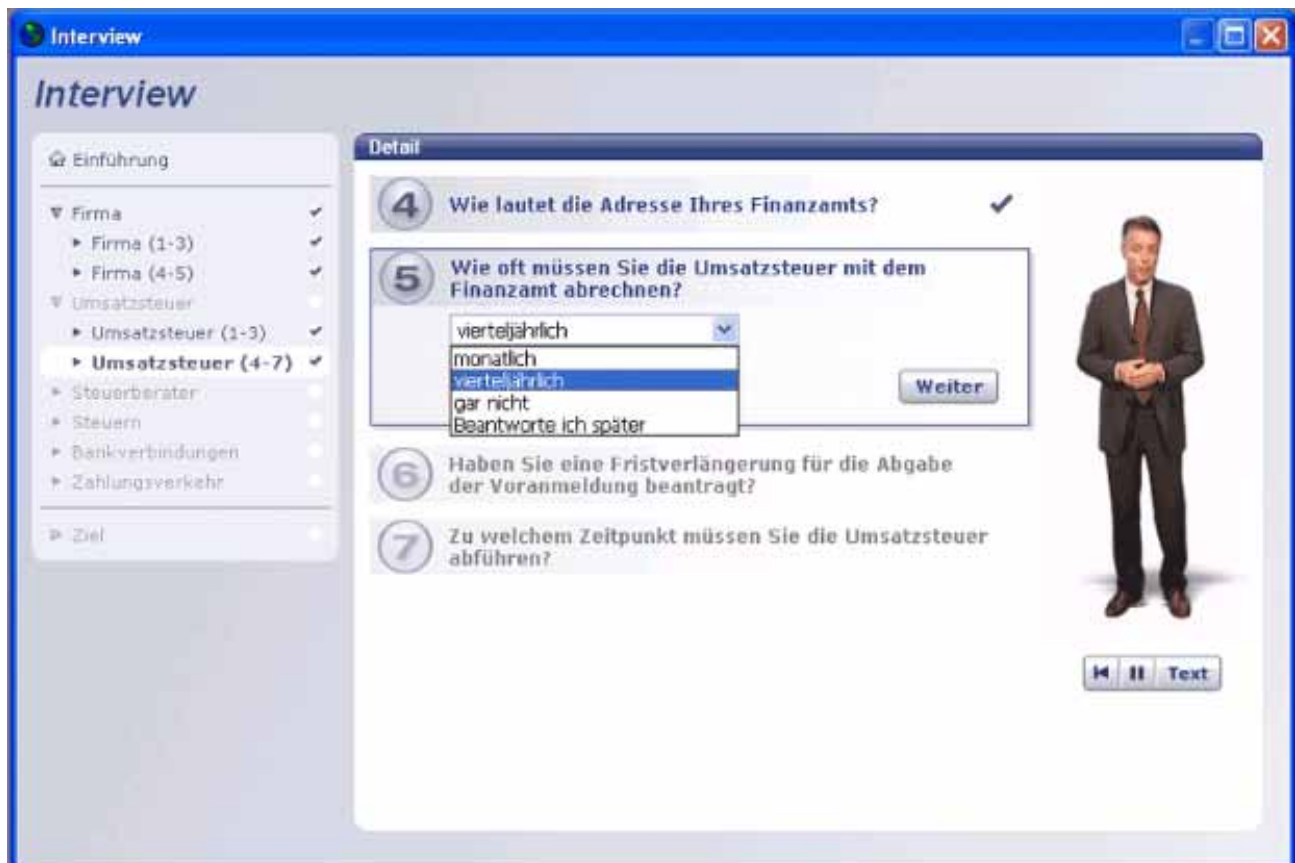 Interview
Interview
Einführung
Firma
Firma (1-3)
Firma (4-5)
Umsatzsteuer
Umsatzsteuer (1-3)
Umsatzsteuer (4-7)
Steuerberater
Steuern
Bankverbindungen
Zahlungsverkehr
Ziel
Detail
4 Wie lautet die Adresse Ihres Finanzamts?
5 Wie oft müssen Sie die Umsatzsteuer mit dem
Finanzamt abrechnen?
vierteljährlich
monatlich
vierteljährlich
gar nicht
Beantworte ich später
Weiter
6 Haben Sie eine Fristverlängerung für die Abgabe
der Voranmeldung beantragt?
7 Zu welchem Zeitpunkt müssen Sie die Umsatzsteuer
abführen?
Text